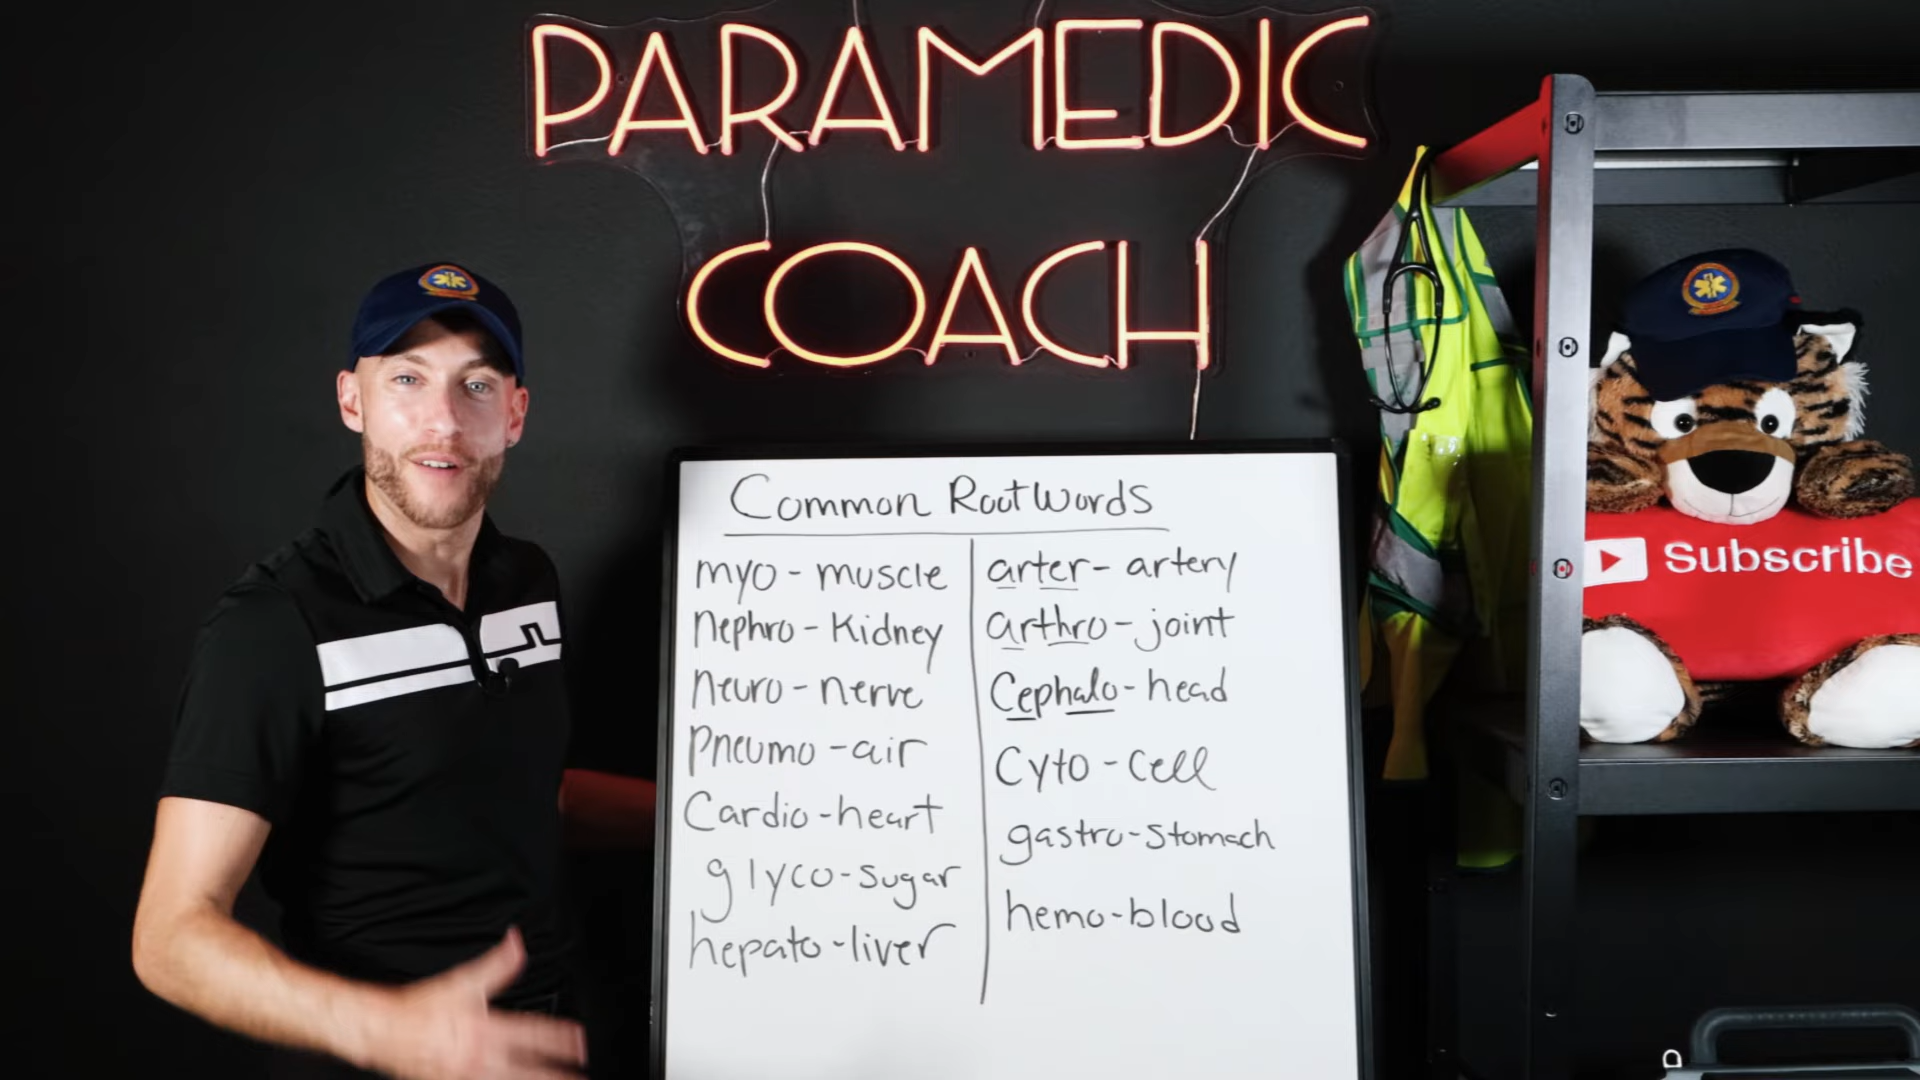 PARAMEDIC
COACH
Common Root Words
myo - muscle
Nephro - Kidney
Neuro - nerve
Pneumo - air
Cardio - heart
glyco - sugar
hepato - liver
arter - artery
arthro - joint
Cephalo - head
Cyto - Cell
gastro - Stomach
hemo - blood
Subscribe